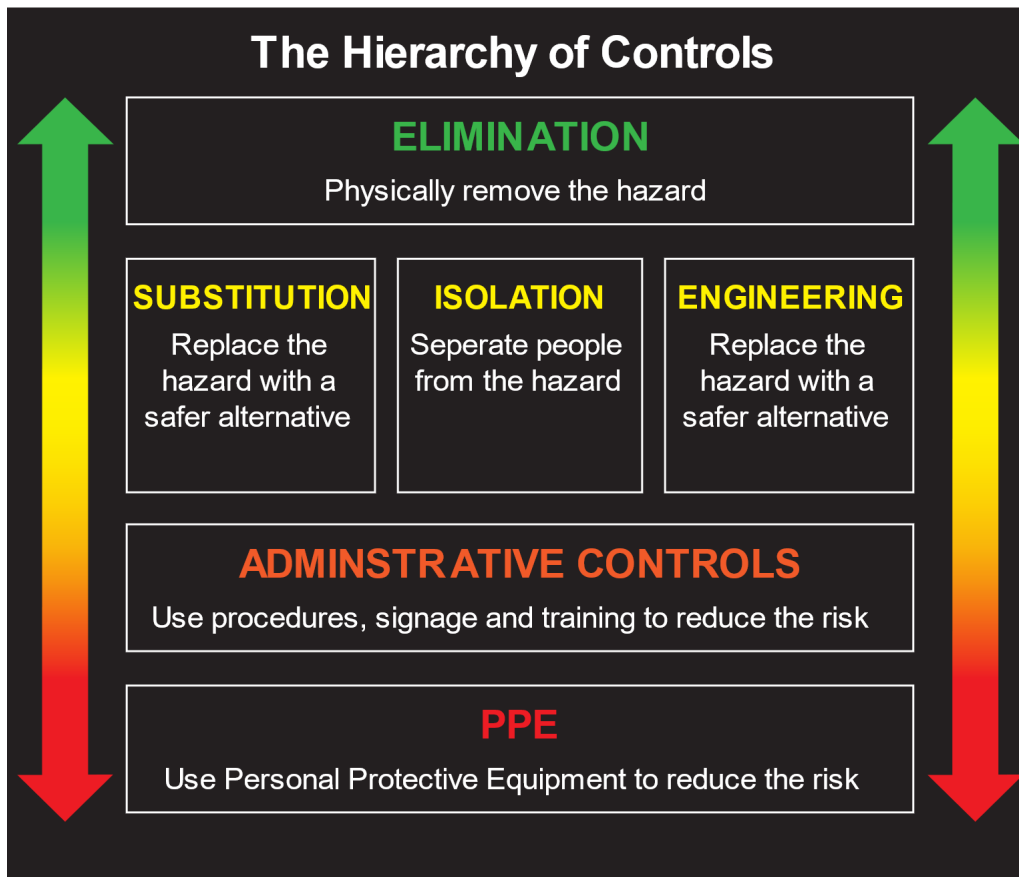 The Hierarchy of Controls
ELIMINATION
Physically remove the hazard
SUBSTITUTION
Replace the
hazard with a
safer alternative
ISOLATION
Seperate people
from the hazard
ENGINEERING
Replace the
hazard with a
safer alternative
ADMINSTRATIVE CONTROLS
Use procedures, signage and training to reduce the risk
PPE
Use Personal Protective Equipment to reduce the risk